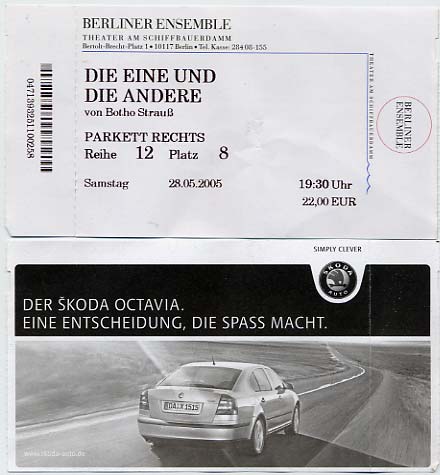 BERLINER ENSEMBLE
THEATER AM SCHIFFBAUERDAMM
Bertolt-Brecht-Platz 1 • 10117 Berlin • Tel. Kasse: 284 08-155
DIE EINE UND
DIE ANDERE
von Botho Strauß
PARKETT RECHTS
Reihe 12 Platz 8
Samstag 28.05.2005 19:30 Uhr
22,00 EUR
0471393251100258
THEATER AM SCHIFFBAUERDAMM
BERLINER
ENSEMBLE
SIMPLY CLEVER
ŠKODA
AUTO
DER ŠKODA OCTAVIA.
EINE ENTSCHEIDUNG, DIE SPASS MACHT.
DA X 1515
www.skoda-auto.de